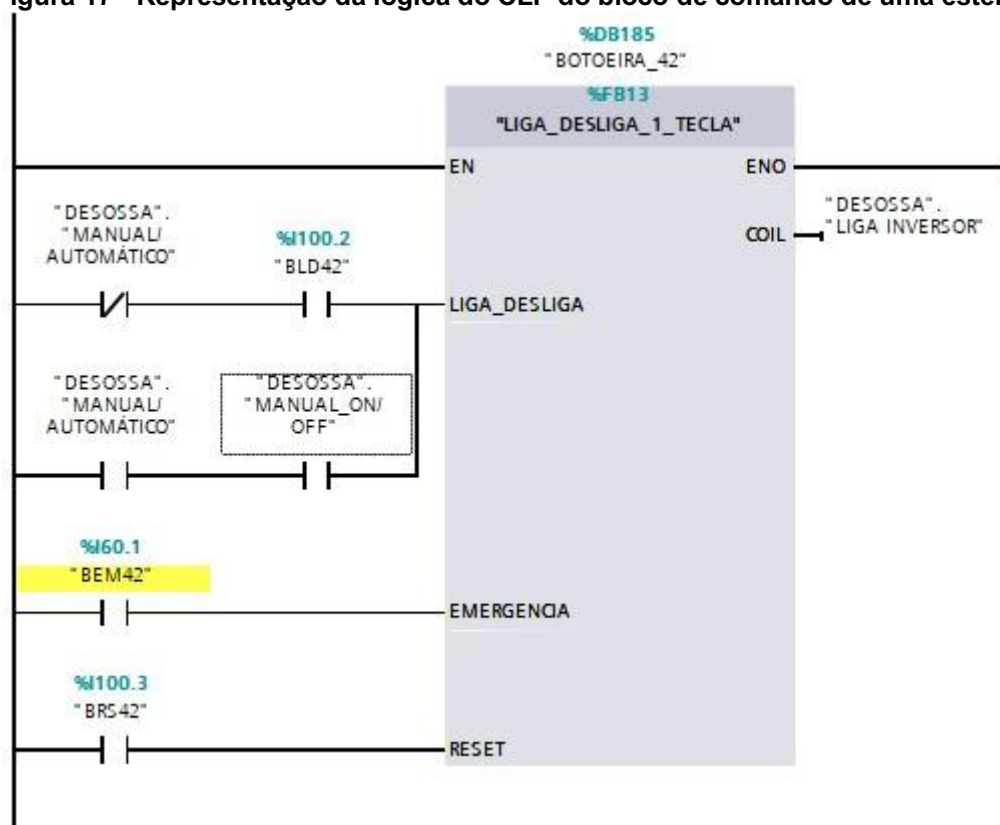 igura 17 - Representação da lógica do CLP do bloco de comando de uma ester
%DB185
"BOTOEIRA_42"
%FB13
"LIGA_DESLIGA_1_TECLA"
EN
ENO
"DESOSSA".
"MANUAL/
AUTOMÁTICO"
%I100.2
"BLD42"
COIL
"DESOSSA".
"LIGA INVERSOR"
LIGA_DESLIGA
"DESOSSA".
"MANUAL/
AUTOMÁTICO"
"DESOSSA".
"MANUAL_ON/
OFF"
%I60.1
"BEM42"
EMERGENCIA
%I100.3
"BRS42"
RESET